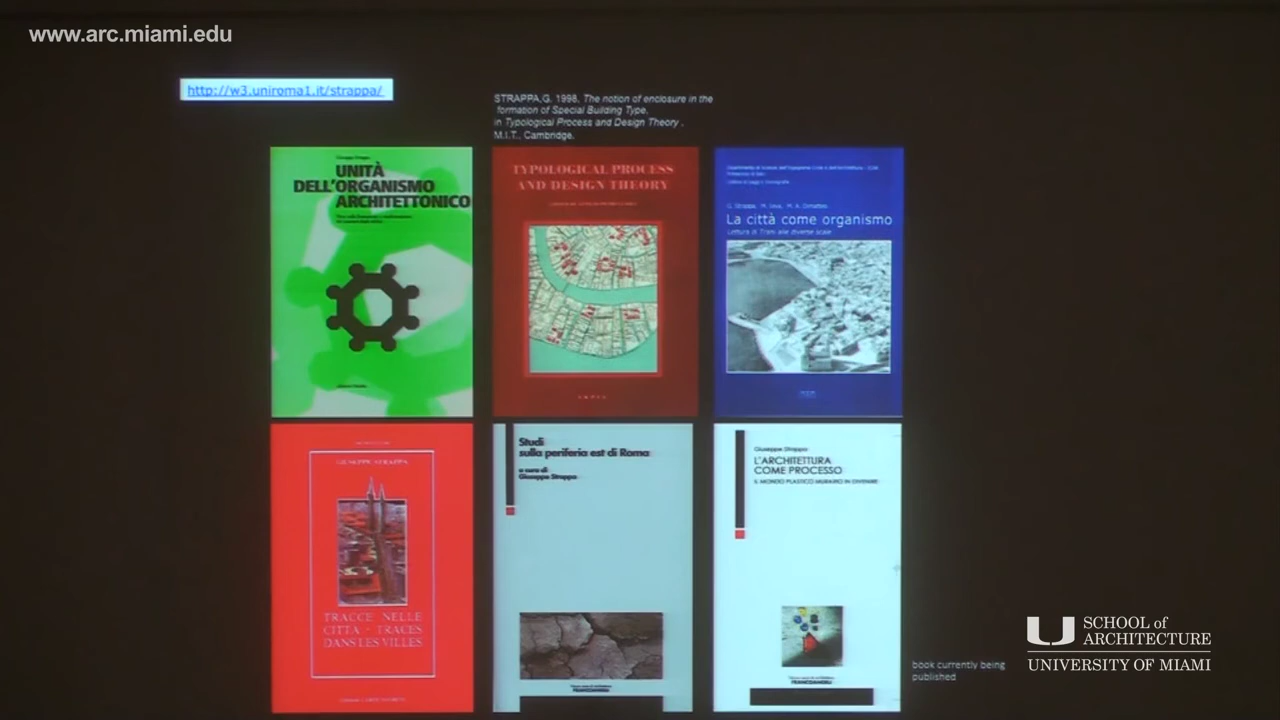 www.arc.miami.edu
http://w3.uniroma1.it/strappa/
STRAPPA,G. 1998, The notion of enclosure in the
formation of Special Building Type,
in Typological Process and Design Theory ,
M.I.T., Cambridge.
UNITÀ
DELL'ORGANISMO
ARCHITETTONICO
TYPOLOGICAL PROCESS
AND DESIGN THEORY
G. Strappa, M. Ieva, M. A. Dimatteo
La città come organismo
Lettura di Trani alle diverse scale
GIUSEPPE STRAPPA
TRACCE NELLE
CITTÀ - TRACES
DANS LES VILLES
Studi
sulla periferia est di Roma
a cura di
Giuseppe Strappa
FRANCOANGELI
Giuseppe Strappa
L'ARCHITETTURA
COME PROCESSO
IL MONDO PLASTICO MURARIO IN DIVENIRE
FRANCOANGELI
book currently being
published
SCHOOL of
ARCHITECTURE
UNIVERSITY OF MIAMI